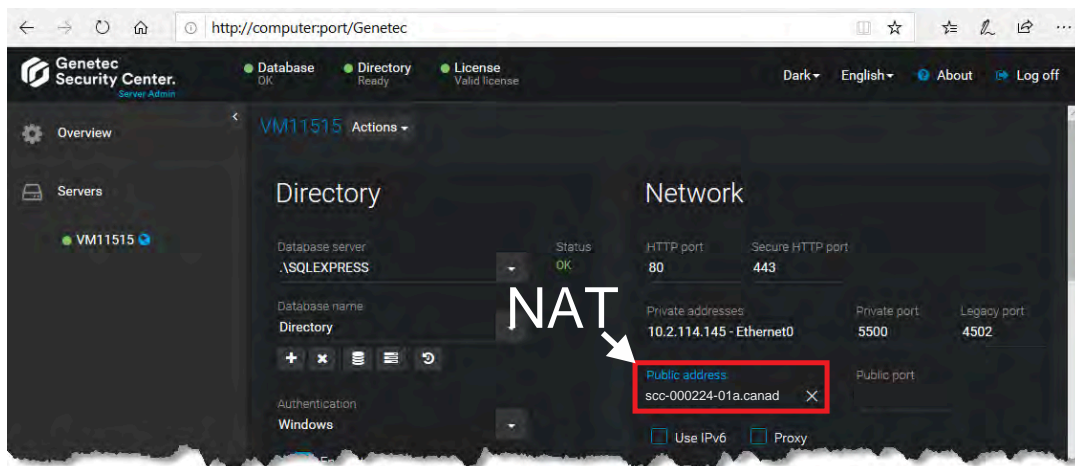 http://computer:port/Genetec
Genetec
Security Center.
Server Admin
Database
OK
Directory
Ready
License
Valid license
Dark
English
About
Log off
Overview
VM11515 Actions
Servers
VM11515
Directory
Network
Database server
Status
HTTP port
Secure HTTP port
.\SQLEXPRESS
OK
80
443
Database name
NAT
Private addresses
Private port
Legacy port
Directory
10.2.114.145 - Ethernet0
5500
4502
Public address
Public port
scc-000224-01a.canad
Authentication
Windows
Use IPv6
Proxy